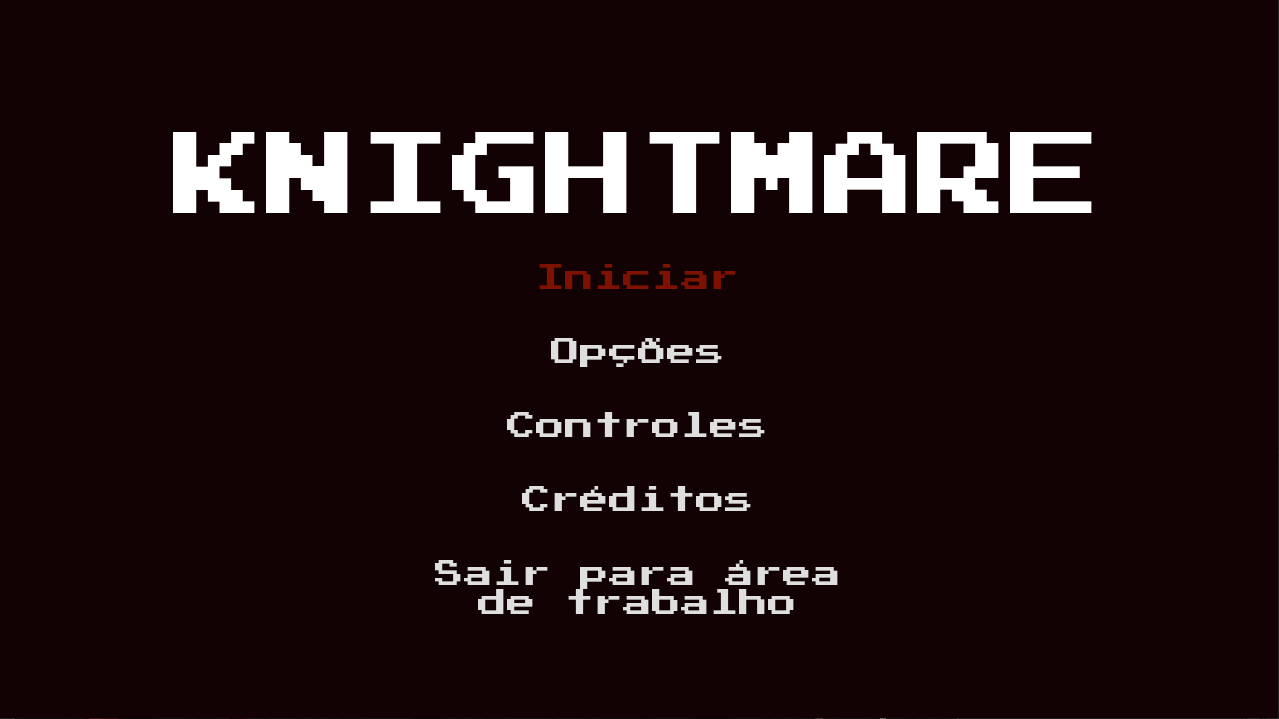 KNIGHTMARE
Iniciar
Opções
Controles
Créditos
Sair para área
de trabalho